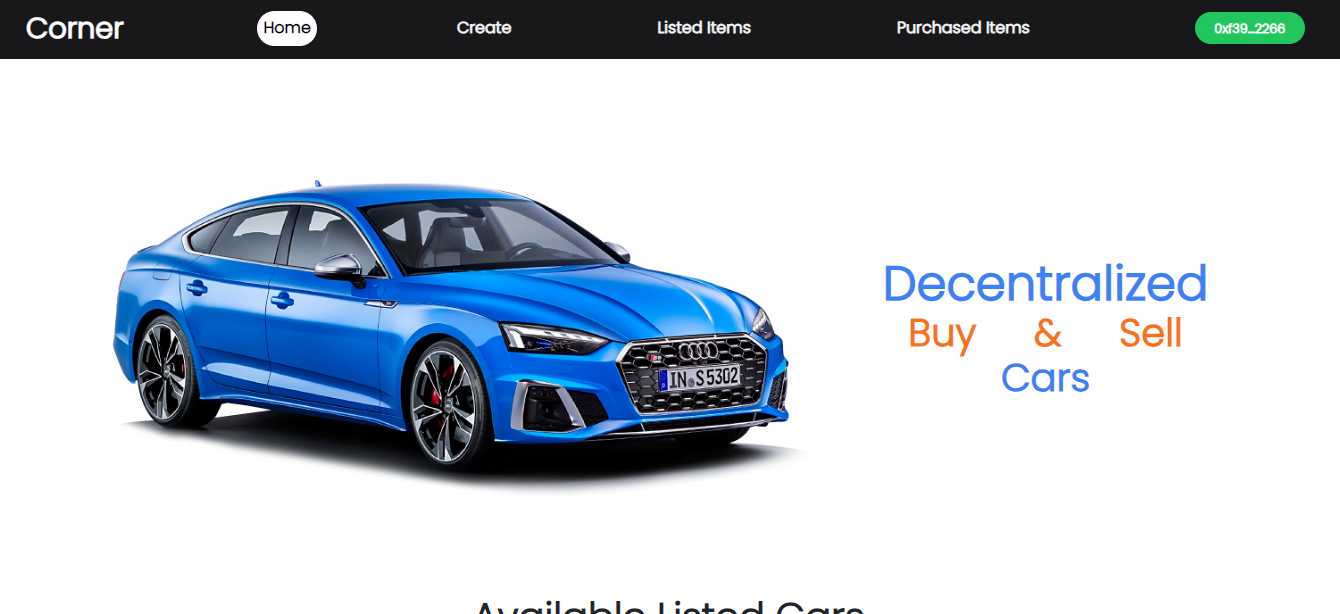 Corner Home Create Listed Items Purchased Items 0xf39...2266
Decentralized
Buy & Sell
Cars
IN S 5302
Available Listed Cars